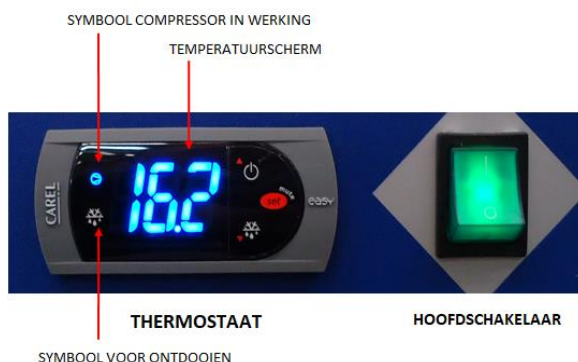 SYMBOOL COMPRESSOR IN WERKING
TEMPERATUURSCHERM
CAREL
16.2
mute
set
easy
THERMOSTAAT
HOOFDSCHAKELAAR
SYMBOOL VOOR ONTDOOIEN